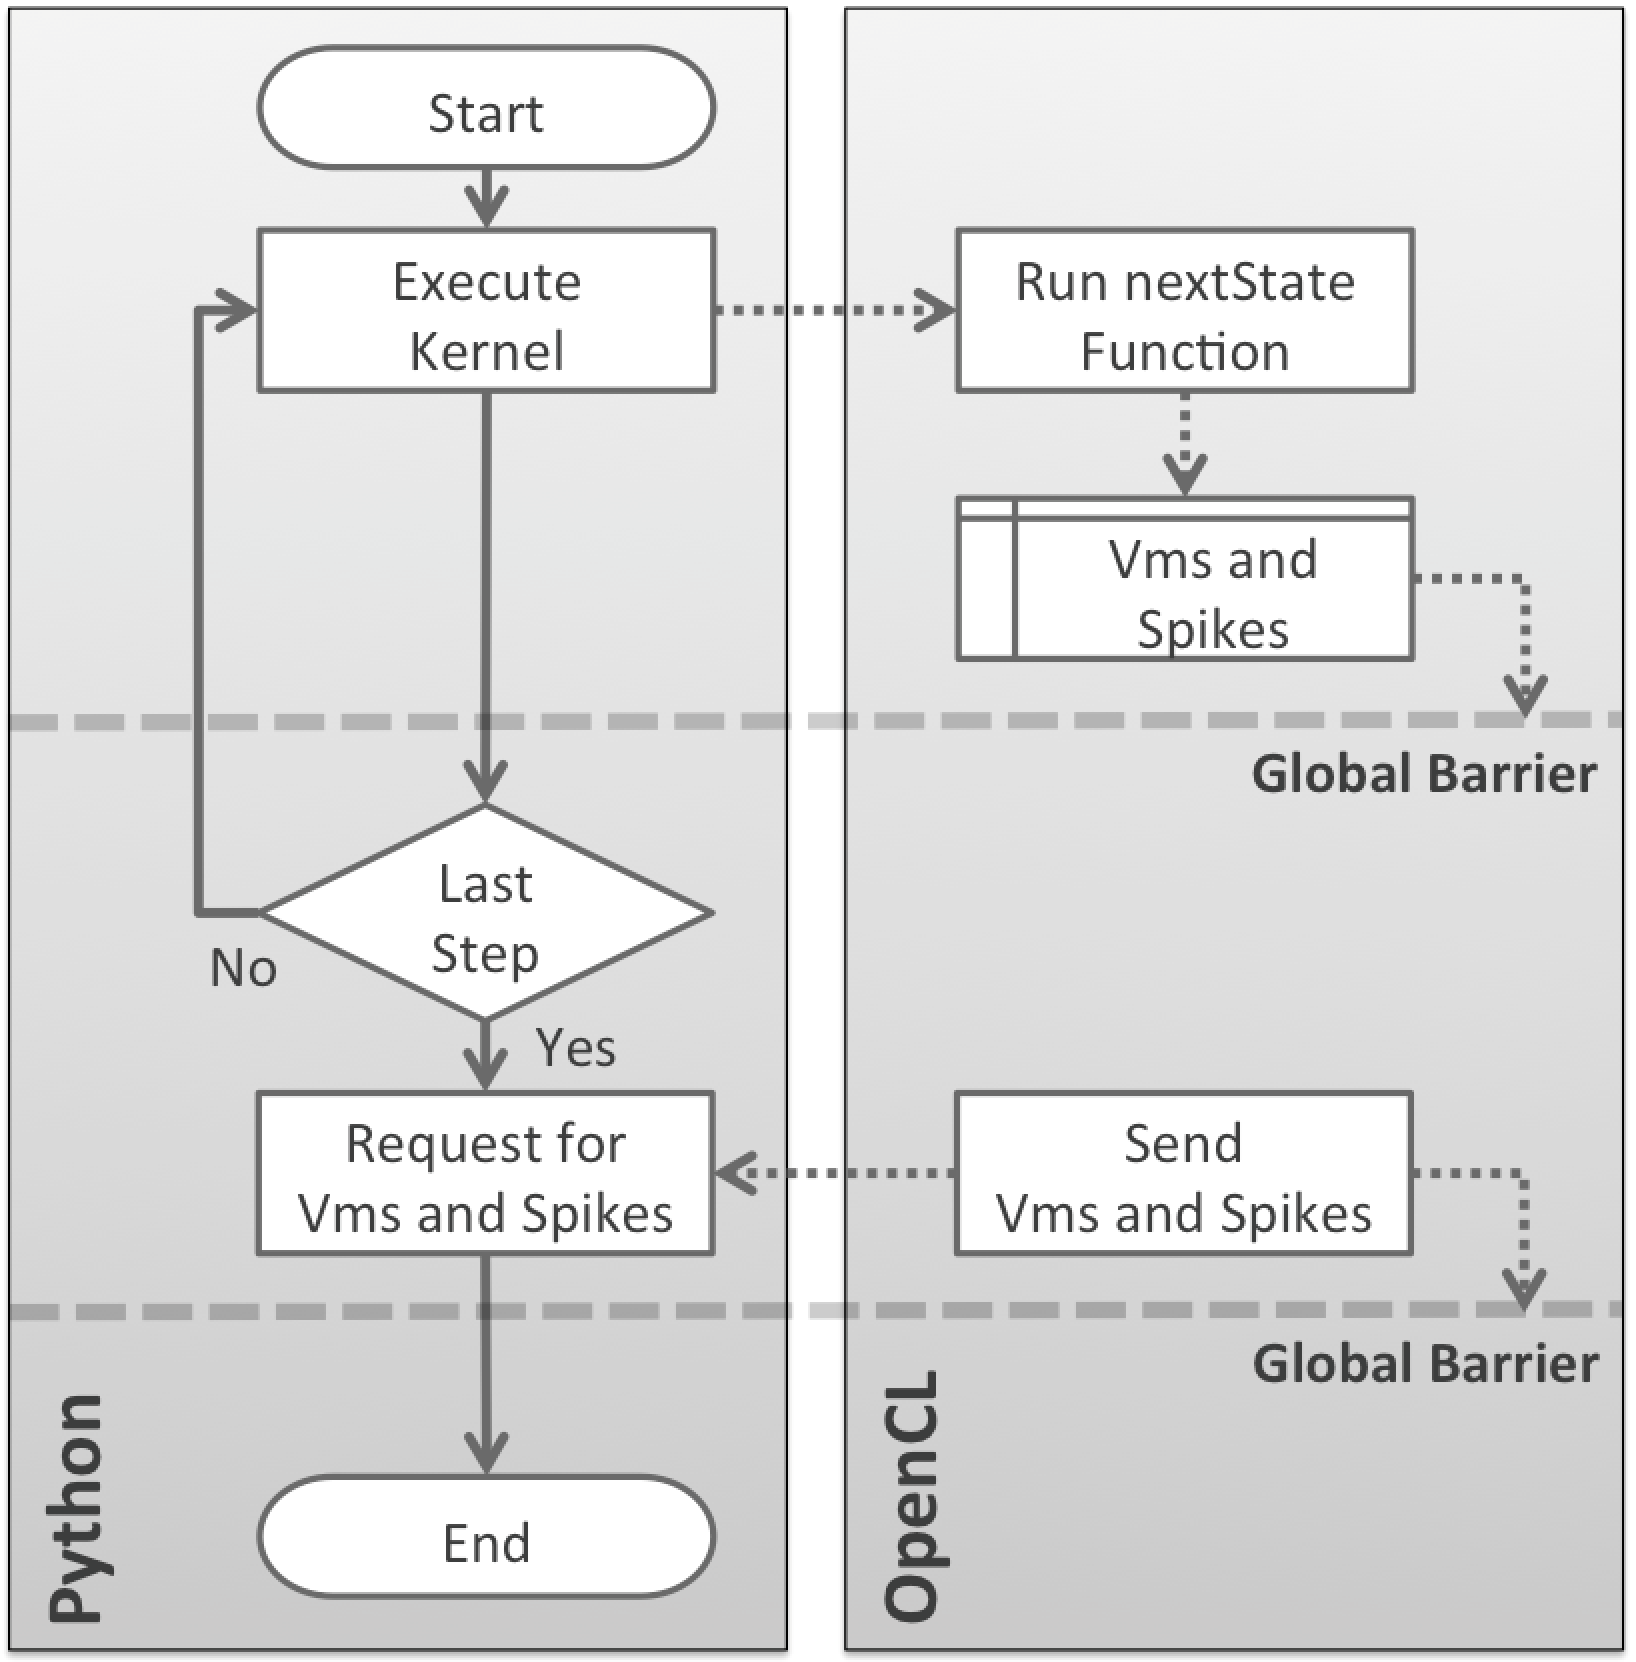 Start
Execute
Kernel
Run nextState
Function
Vms and
Spikes
Global Barrier
Last
Step
No
Yes
Request for
Vms and Spikes
Send
Vms and Spikes
Global Barrier
End
Python
OpenCL